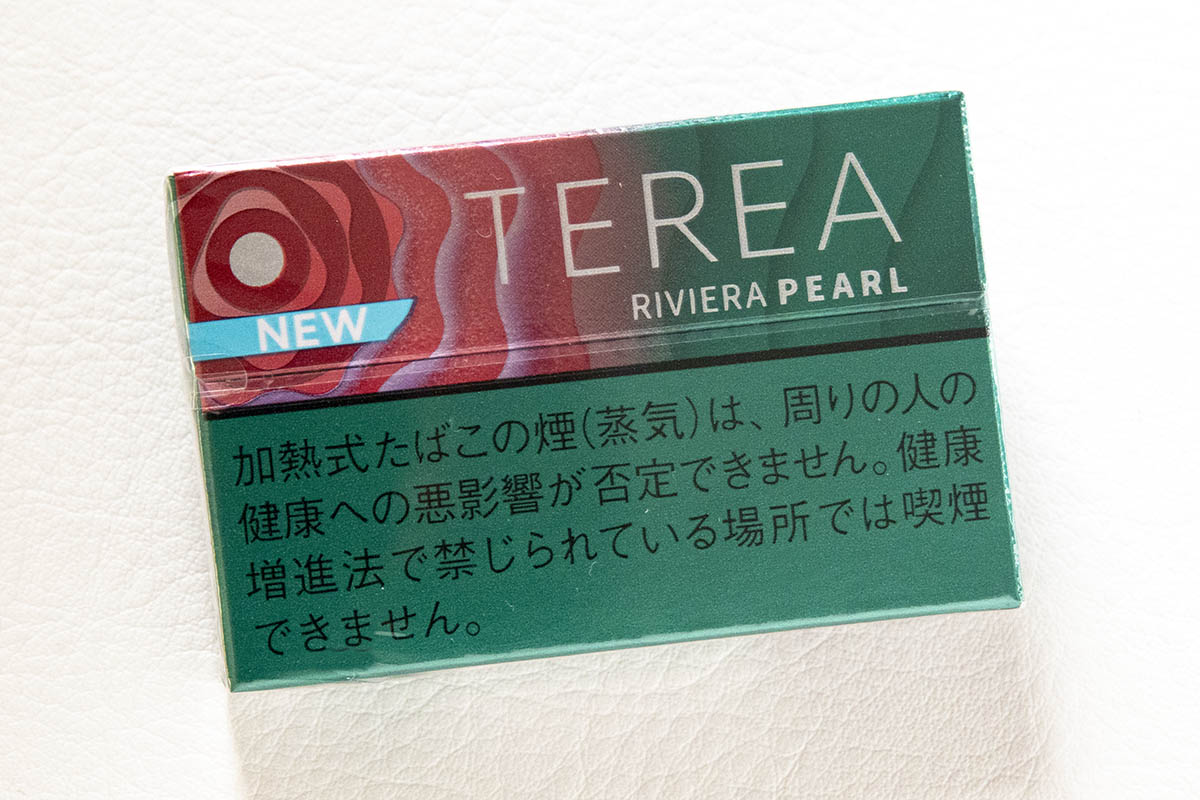 TEREA
RIVIERA PEARL
NEW
加熱式たばこの煙(蒸気)は、周りの人の
健康への悪影響が否定できません。健康
増進法で禁じられている場所では喫煙
できません。